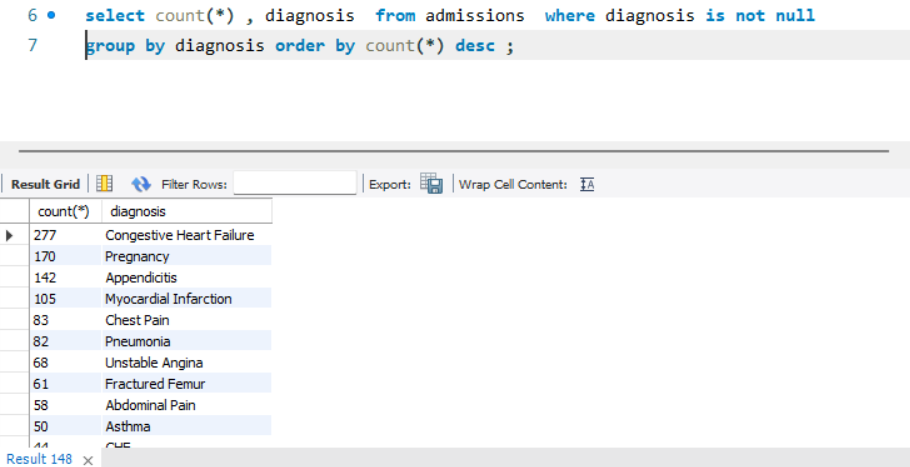 6 select count(*) , diagnosis from admissions where diagnosis is not null
7 group by diagnosis order by count(*) desc ;
Result Grid Filter Rows: Export: Wrap Cell Content: IA
count(*) diagnosis
277 Congestive Heart Failure
170 Pregnancy
142 Appendicitis
105 Myocardial Infarction
83 Chest Pain
82 Pneumonia
68 Unstable Angina
61 Fractured Femur
58 Abdominal Pain
50 Asthma
44 CHF
Result 148 ×